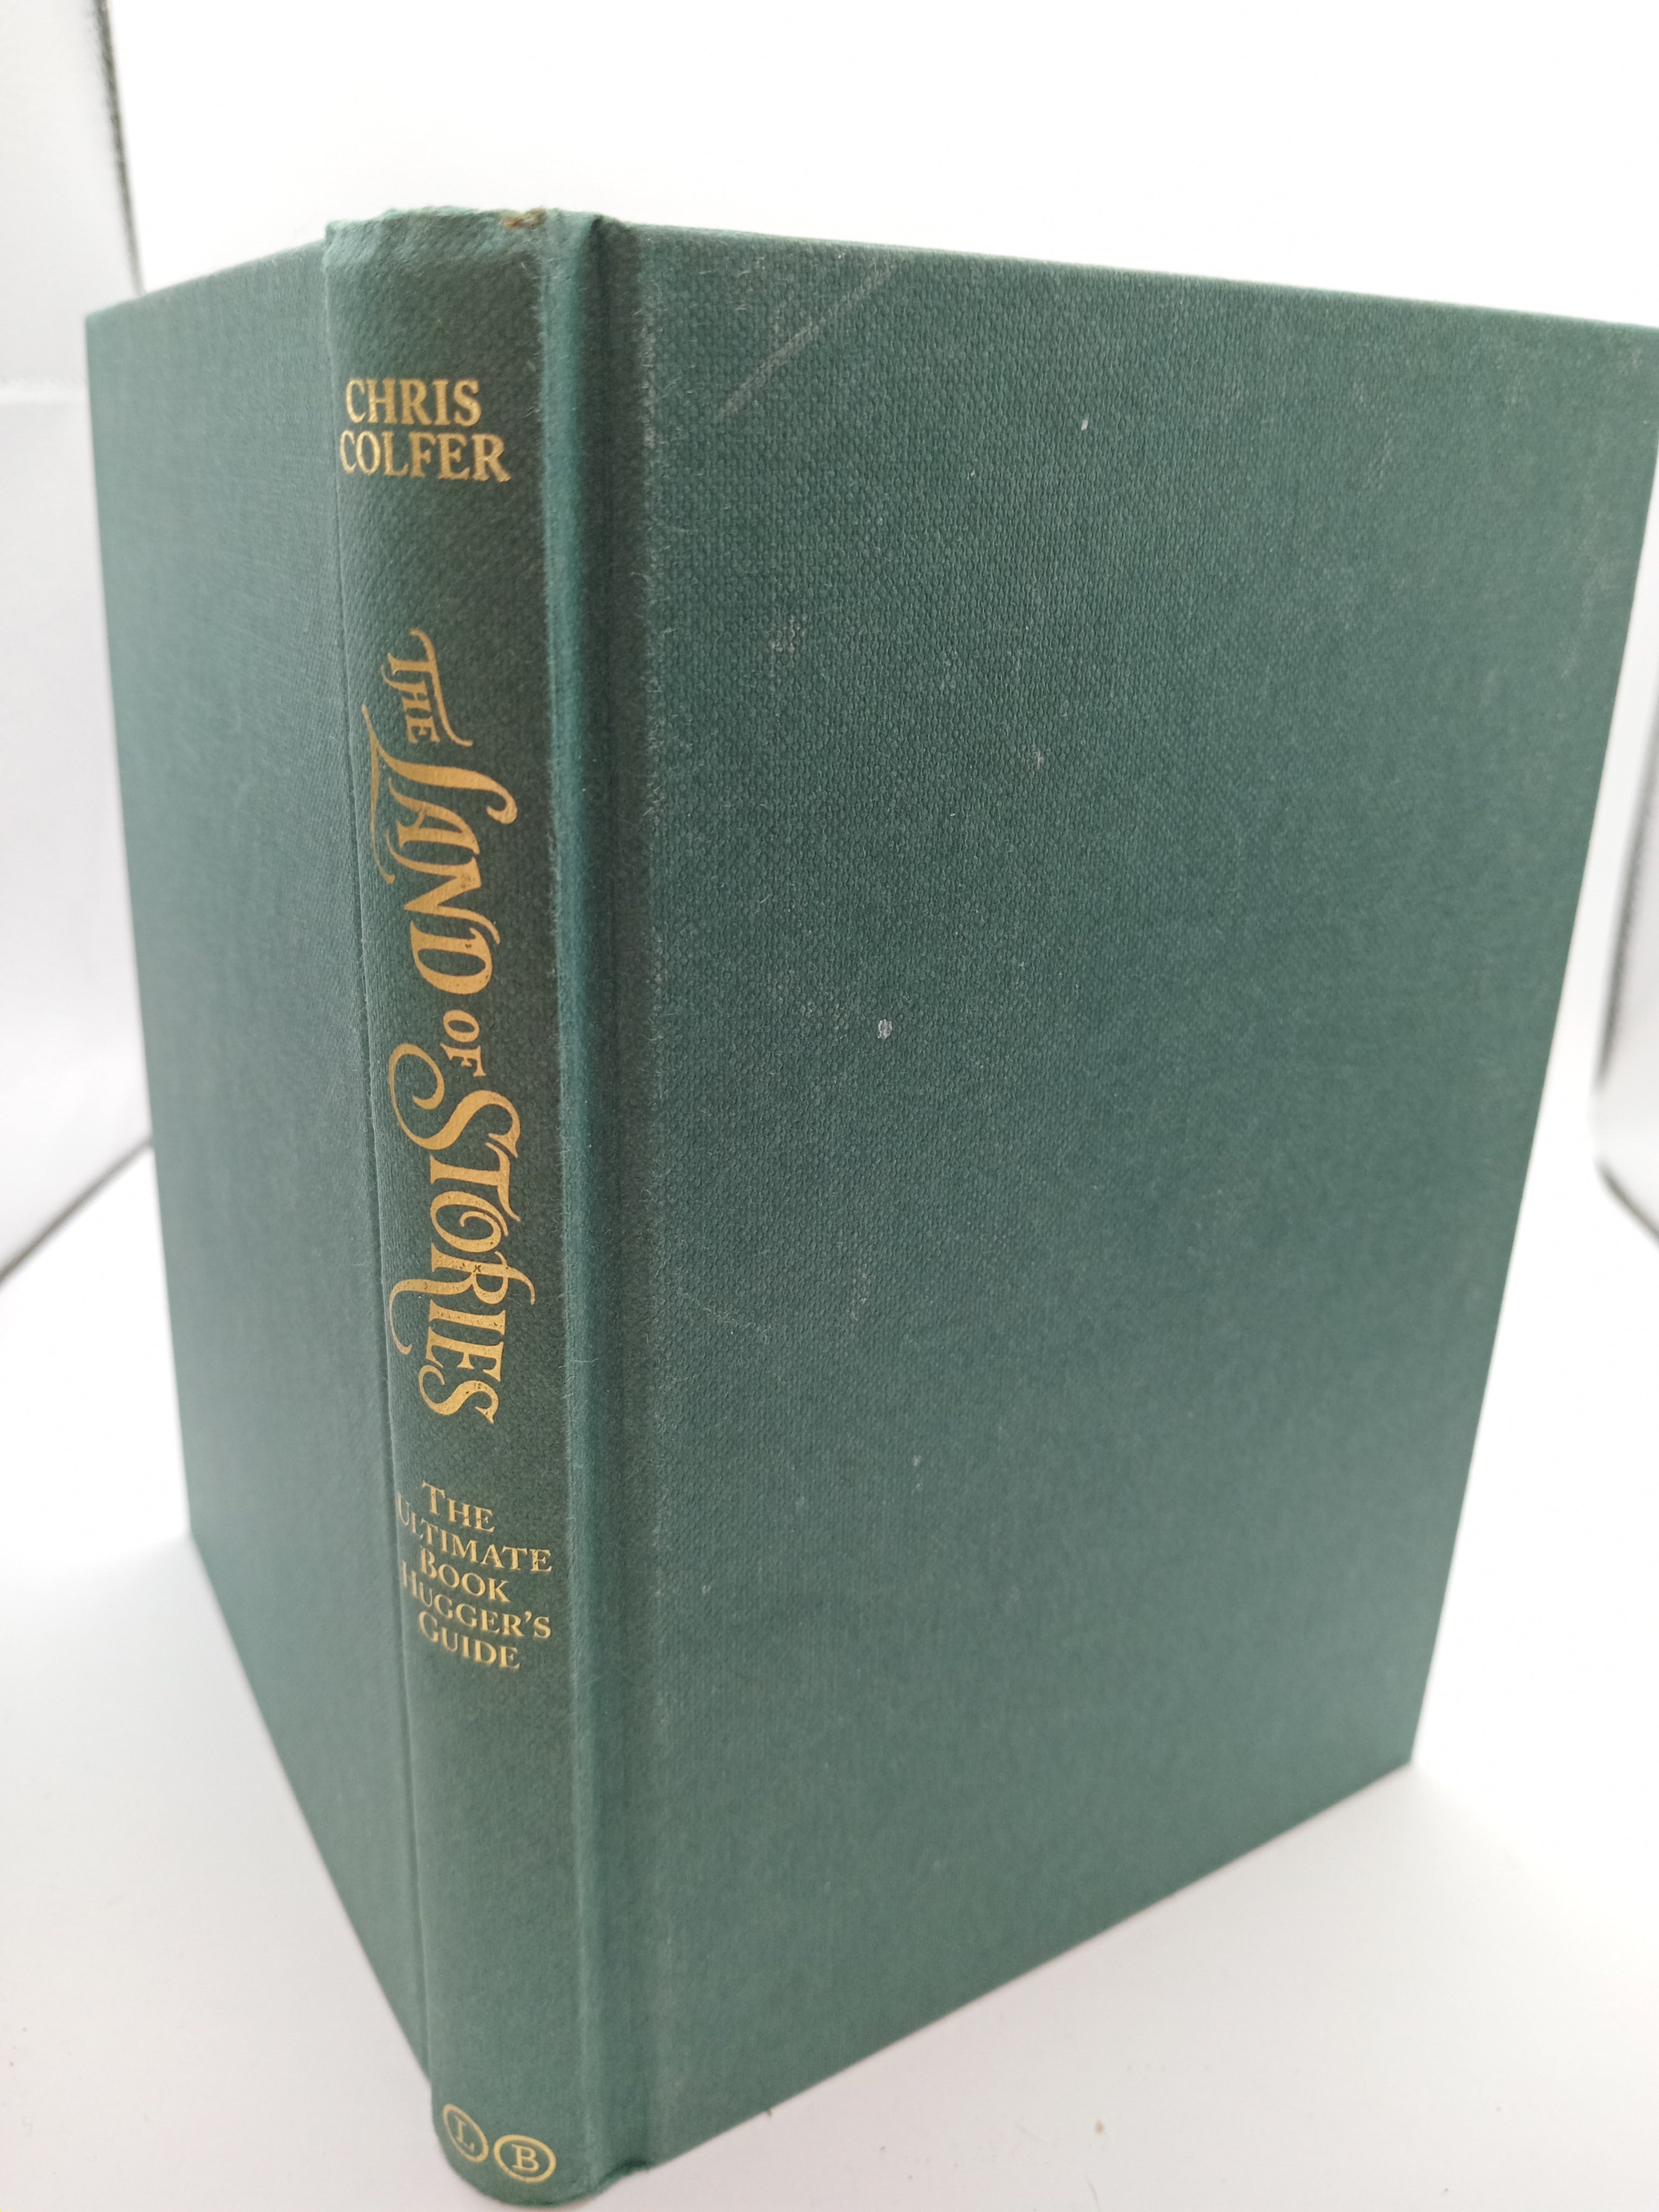 CHRIS
COLFER
THE LAND OF STORIES
THE
ULTIMATE
BOOK
HUGGER'S
GUIDE
L B